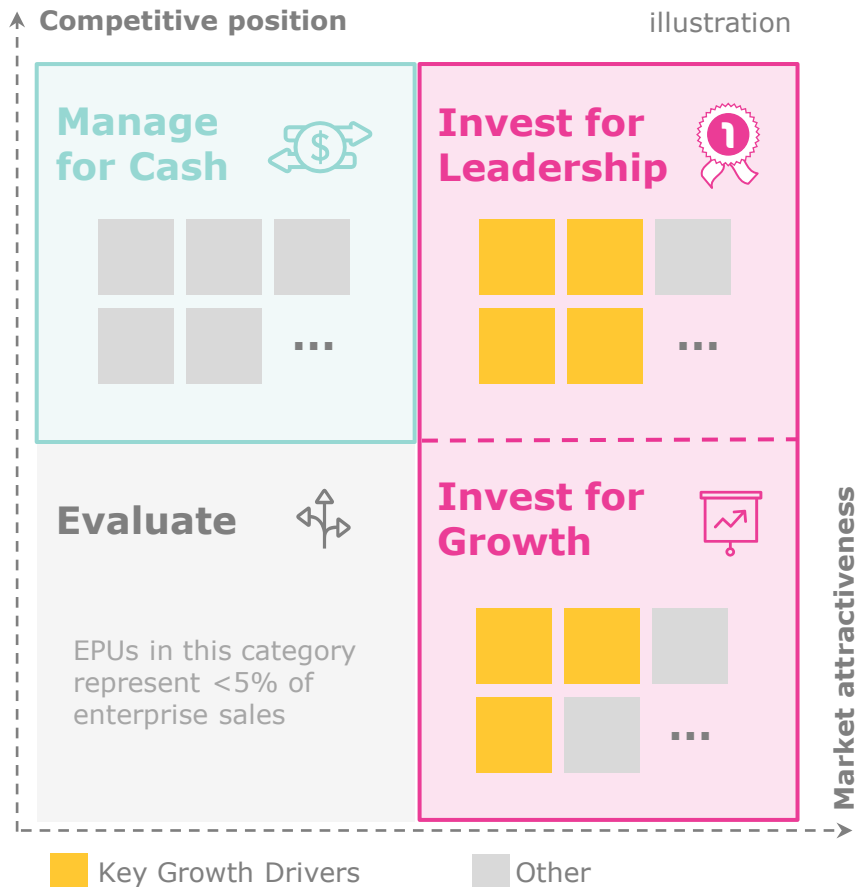 Competitive position
illustration
Manage
for Cash
$
...
Invest for
Leadership
1
...
Evaluate
EPUs in this category
represent <5% of
enterprise sales
Invest for
Growth
...
Market attractiveness
Key Growth Drivers
Other